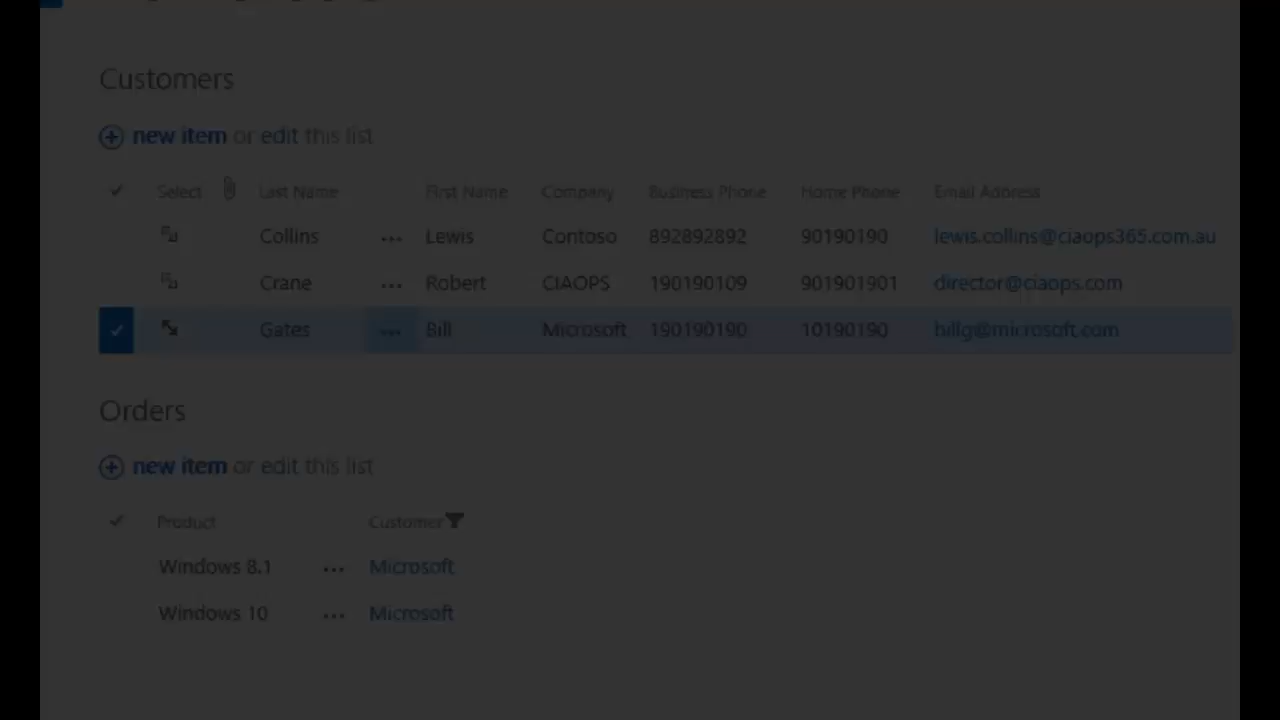 Customers
new item or edit this list
Select Last Name First Name Company Business Phone Home Phone Email Address
Collins ... Lewis Contoso 892892892 90190190 lewis.collins@ciaops365.com.au
Crane ... Robert CIAOPS 190190109 901901901 director@ciaops.com
Gates ... Bill Microsoft 190190190 10190190 billg@microsoft.com
Orders
new item or edit this list
Product Customer
Windows 8.1 ... Microsoft
Windows 10 ... Microsoft